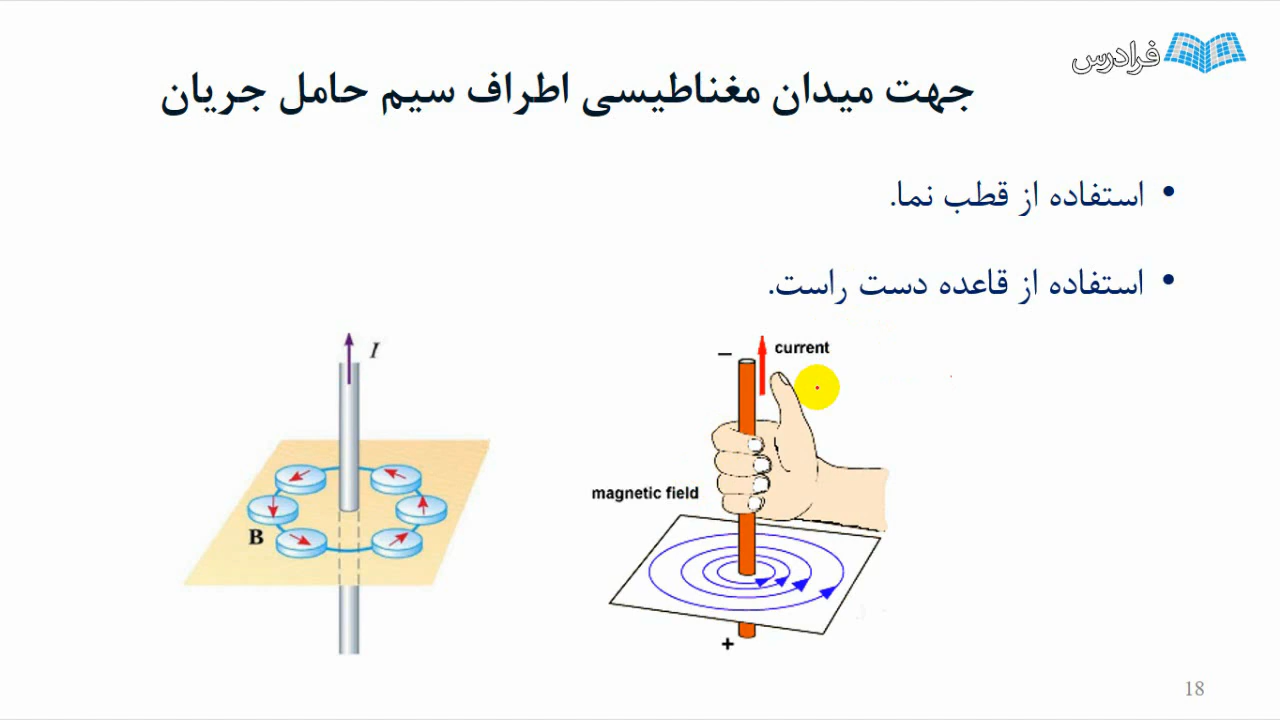 فرادرس
جهت میدان مغناطیسی اطراف سیم حامل جریان
• استفاده از قطب نما.
• استفاده از قاعده دست راست.
I
B
− current
magnetic field
+
18